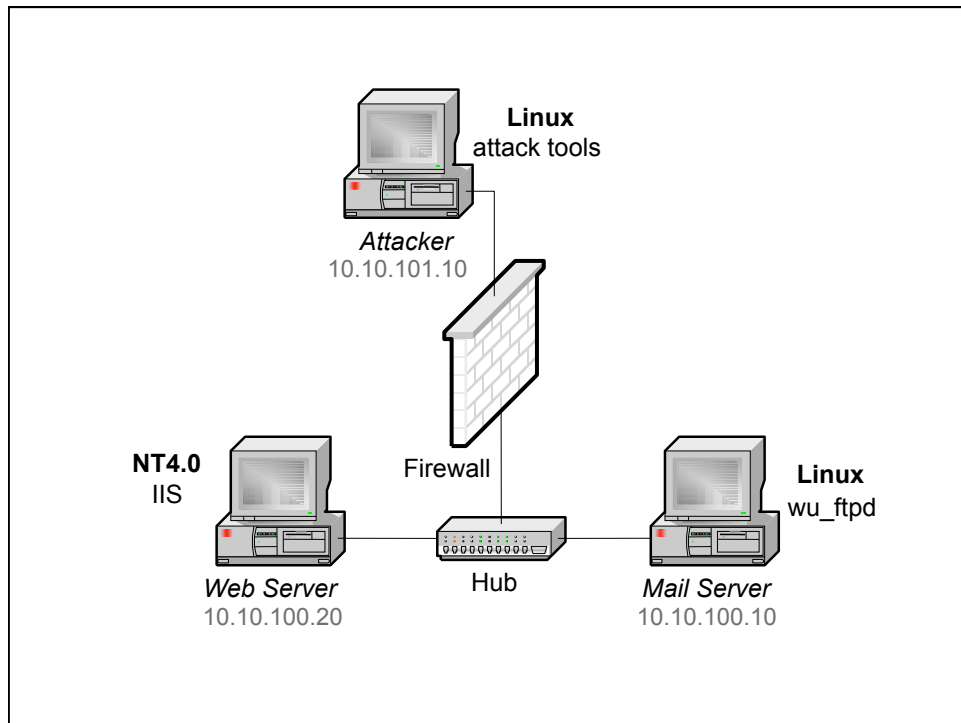 Linux
attack tools
Attacker
10.10.101.10
Firewall
NT4.0
IIS
Web Server
10.10.100.20
Hub
Linux
wu_ftpd
Mail Server
10.10.100.10